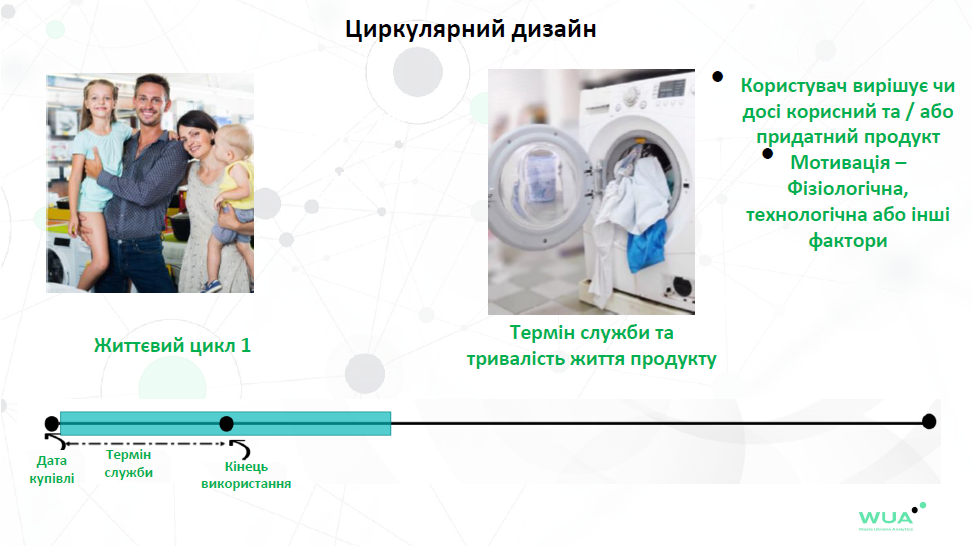 Циркулярний дизайн
Користувач вирішує чи
досі корисний та / або
придатний продукт
Мотивація –
Фізіологічна,
технологічна або інші
фактори
Життєвий цикл 1
Термін служби та
тривалість життя продукту
Дата
купівлі
Термін
служби
Кінець
використання
WUA